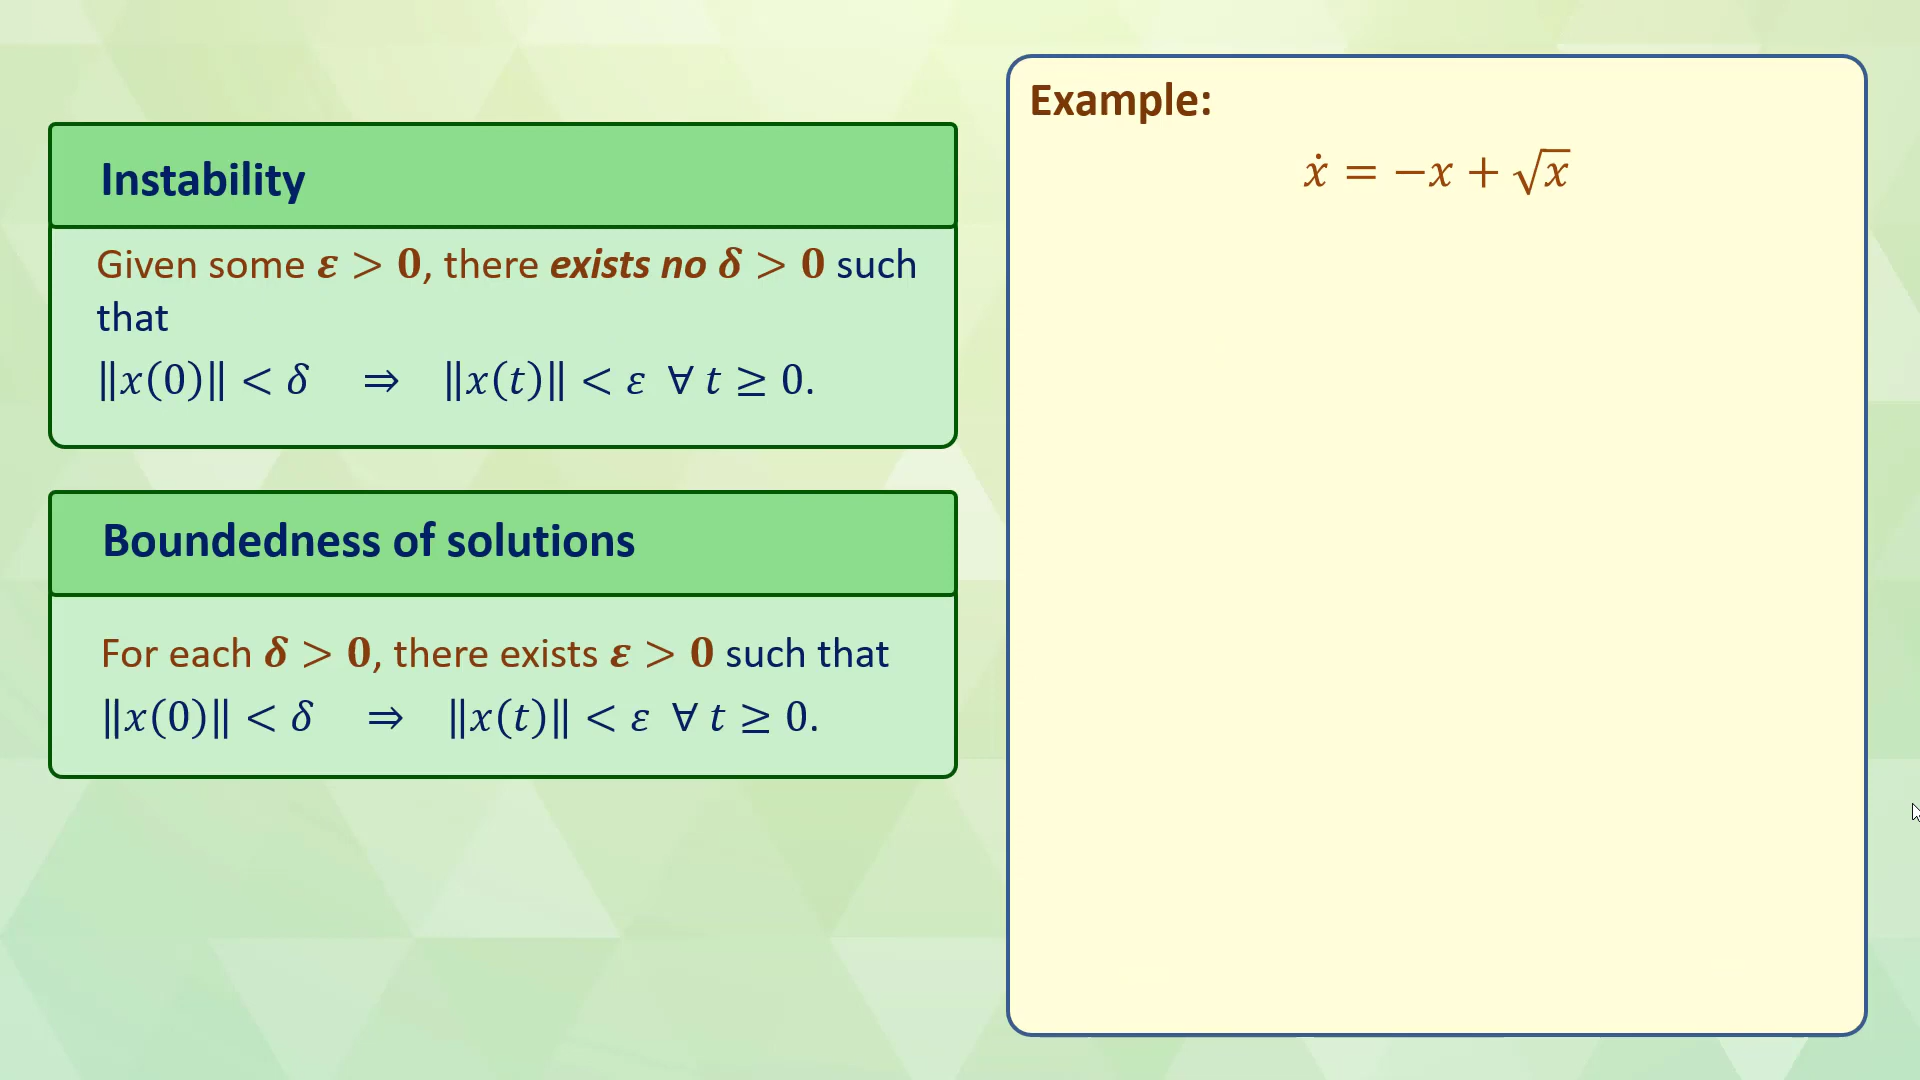 Instability
Given some ε > 0, there exists no δ > 0 such
that
‖x(0)‖ < δ ⇒ ‖x(t)‖ < ε ∀ t ≥ 0.
Boundedness of solutions
For each δ > 0, there exists ε > 0 such that
‖x(0)‖ < δ ⇒ ‖x(t)‖ < ε ∀ t ≥ 0.
Example:
ẋ = −x + √x